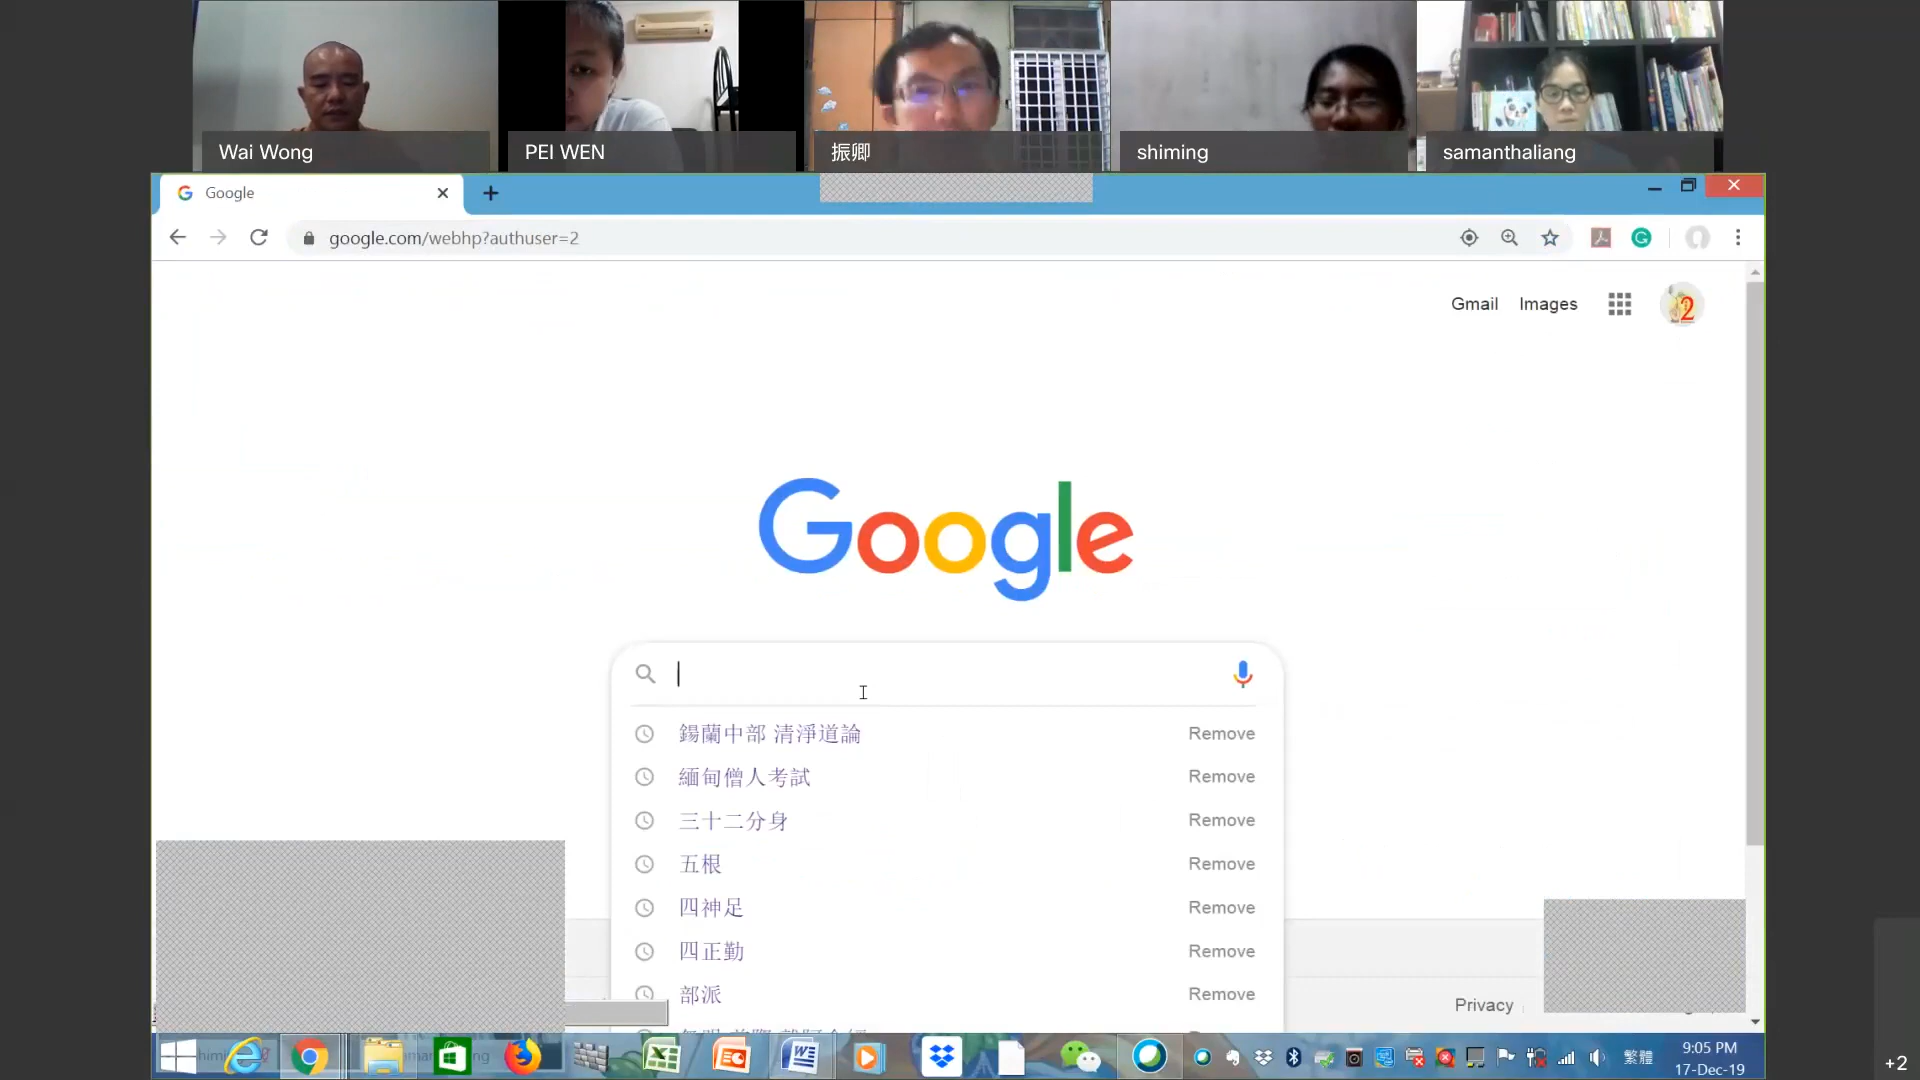 Wai Wong
PEI WEN
振卿
shiming
samanthaliang
Google
google.com/webhp?authuser=2
Gmail
Images
2
Google
鍚蘭中部 清淨道論
Remove
緬甸僧人考試
Remove
三十二分身
Remove
五根
Remove
四神足
Remove
四正勤
Remove
部派
Remove
Privacy
繁體
9:05 PM
17-Dec-19
+2